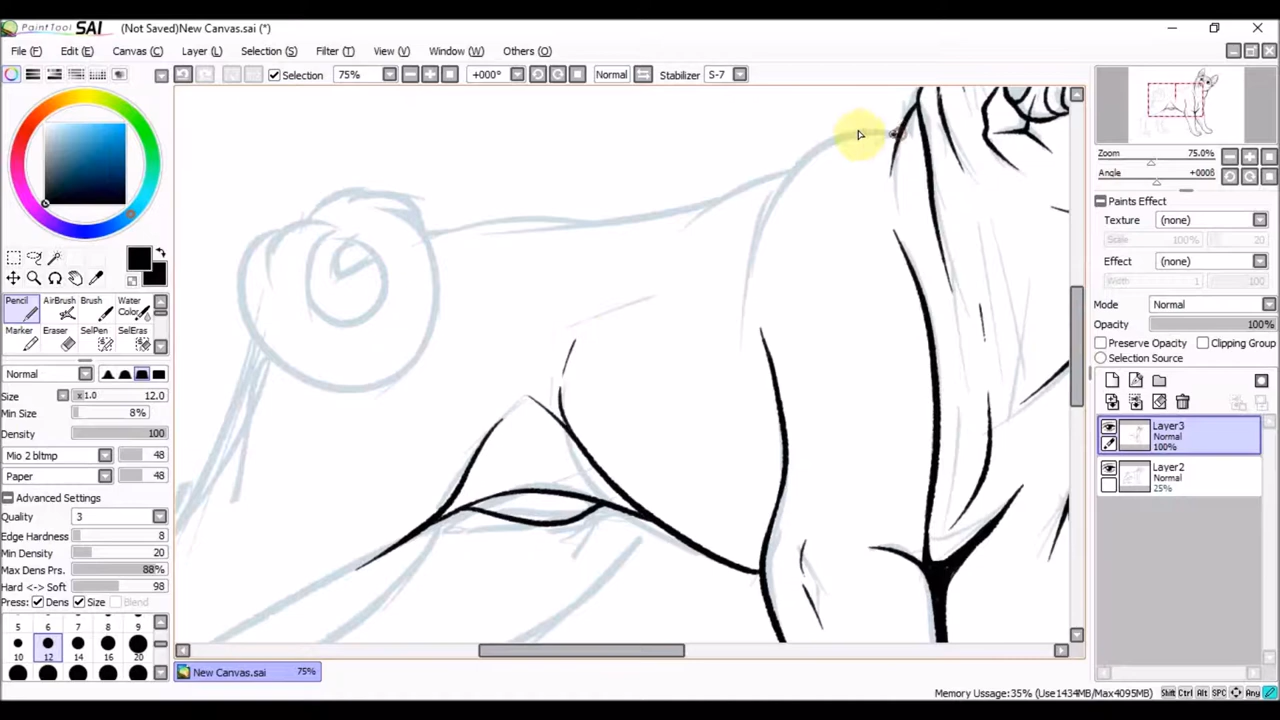 PaintTool SAI (Not Saved)New Canvas.sai (*)
File (F) Edit (E) Canvas (C) Layer (L) Selection (S) Filter (T) View (V) Window (W) Others (O)
Selection 75% +000° Normal Stabilizer S-7
Zoom 75.0%
Angle +000δ
Paints Effect
Texture (none)
Scale 100%
Effect (none)
Width 1 100%
Mode Normal
Opacity 100%
Preserve Opacity Clipping Group
Selection Source
Layer3
Normal
100%
Layer2
Normal
25%
Pencil AirBrush Brush Water Color
Marker Eraser SelPen SelEras
Normal
Size x1.0 12.0
Min Size 8%
Density 100
Mio 2 bltmp 48
Paper 48
Advanced Settings
Quality 3
Edge Hardness 8
Min Density 20
Max Dens Prs. 88%
Hard <-> Soft 98
Press: Dens Size Blend
5 6 7 8 9
10 12 14 16 20
New Canvas.sai 75%
Memory Usage:35% (Use1434MB/Max4095MB) Shift Ctrl Alt SPC Any